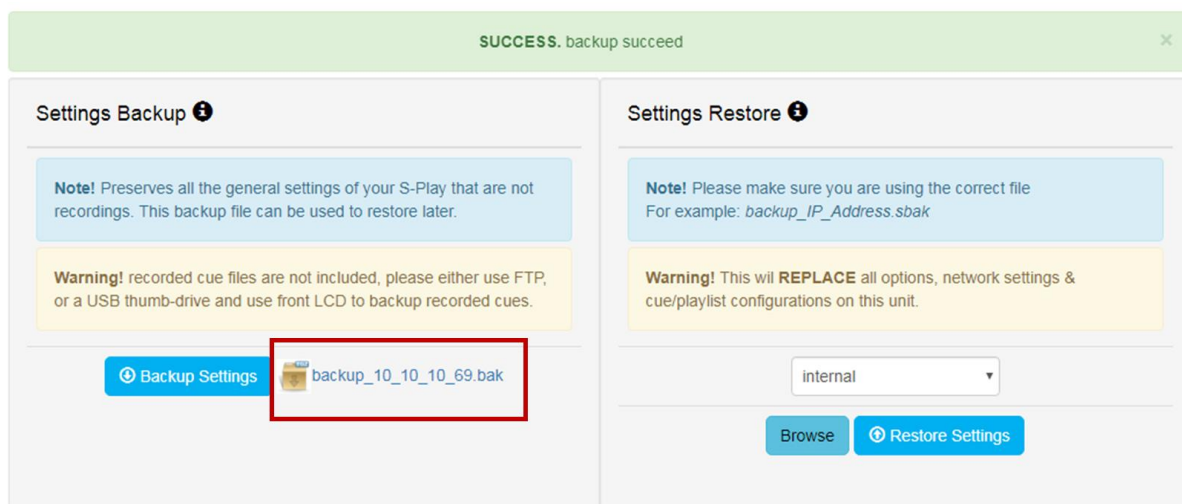 SUCCESS. backup succeed ×
Settings Backup
Note! Preserves all the general settings of your S-Play that are not
recordings. This backup file can be used to restore later.
Warning! recorded cue files are not included, please either use FTP,
or a USB thumb-drive and use front LCD to backup recorded cues.
Backup Settings
backup_10_10_10_69.bak
Settings Restore
Note! Please make sure you are using the correct file
For example: backup_IP_Address.sbak
Warning! This wil REPLACE all options, network settings &
cue/playlist configurations on this unit.
internal
Browse
Restore Settings